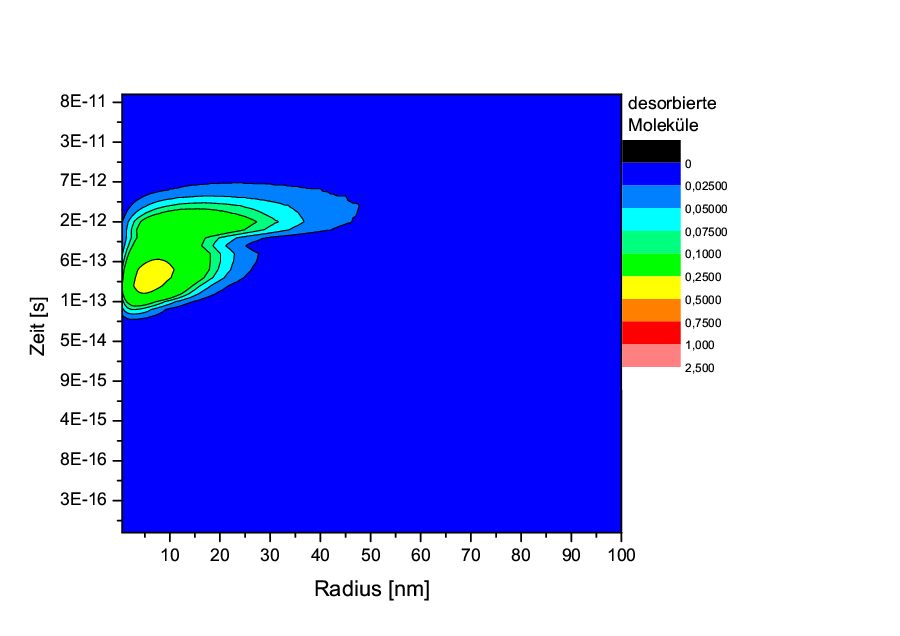 desorbierte
Moleküle
0
0,02500
0,05000
0,07500
0,1000
0,2500
0,5000
0,7500
1,000
2,500
8E-11
3E-11
7E-12
2E-12
6E-13
1E-13
5E-14
9E-15
4E-15
8E-16
3E-16
Zeit [s]
10 20 30 40 50 60 70 80 90 100
Radius [nm]